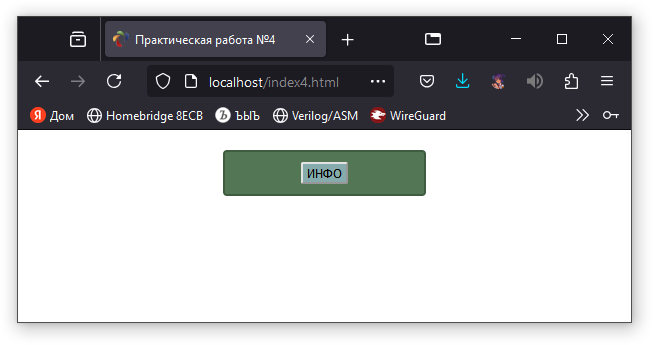 Практическая работа №4
localhost/index4.html
Дом
Homebridge 8ECB
Ъ ЪЫЪ
Verilog/ASM
WireGuard
ИНФО